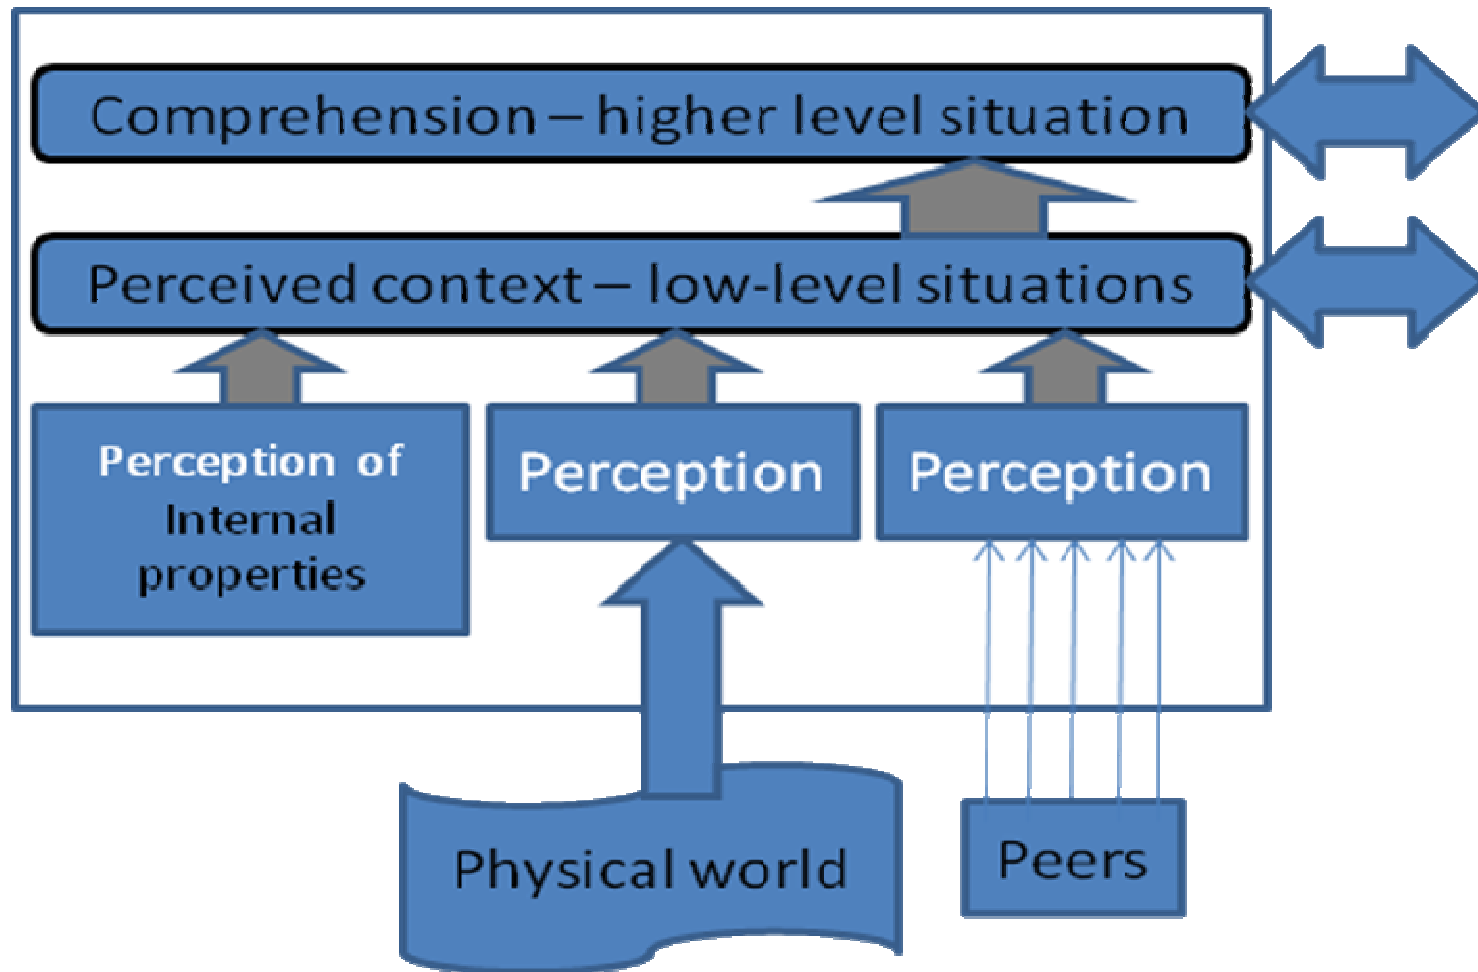 Comprehension – higher level situation
Perceived context – low-level situations
Perception of
Internal
properties
Perception
Perception
Physical world
Peers